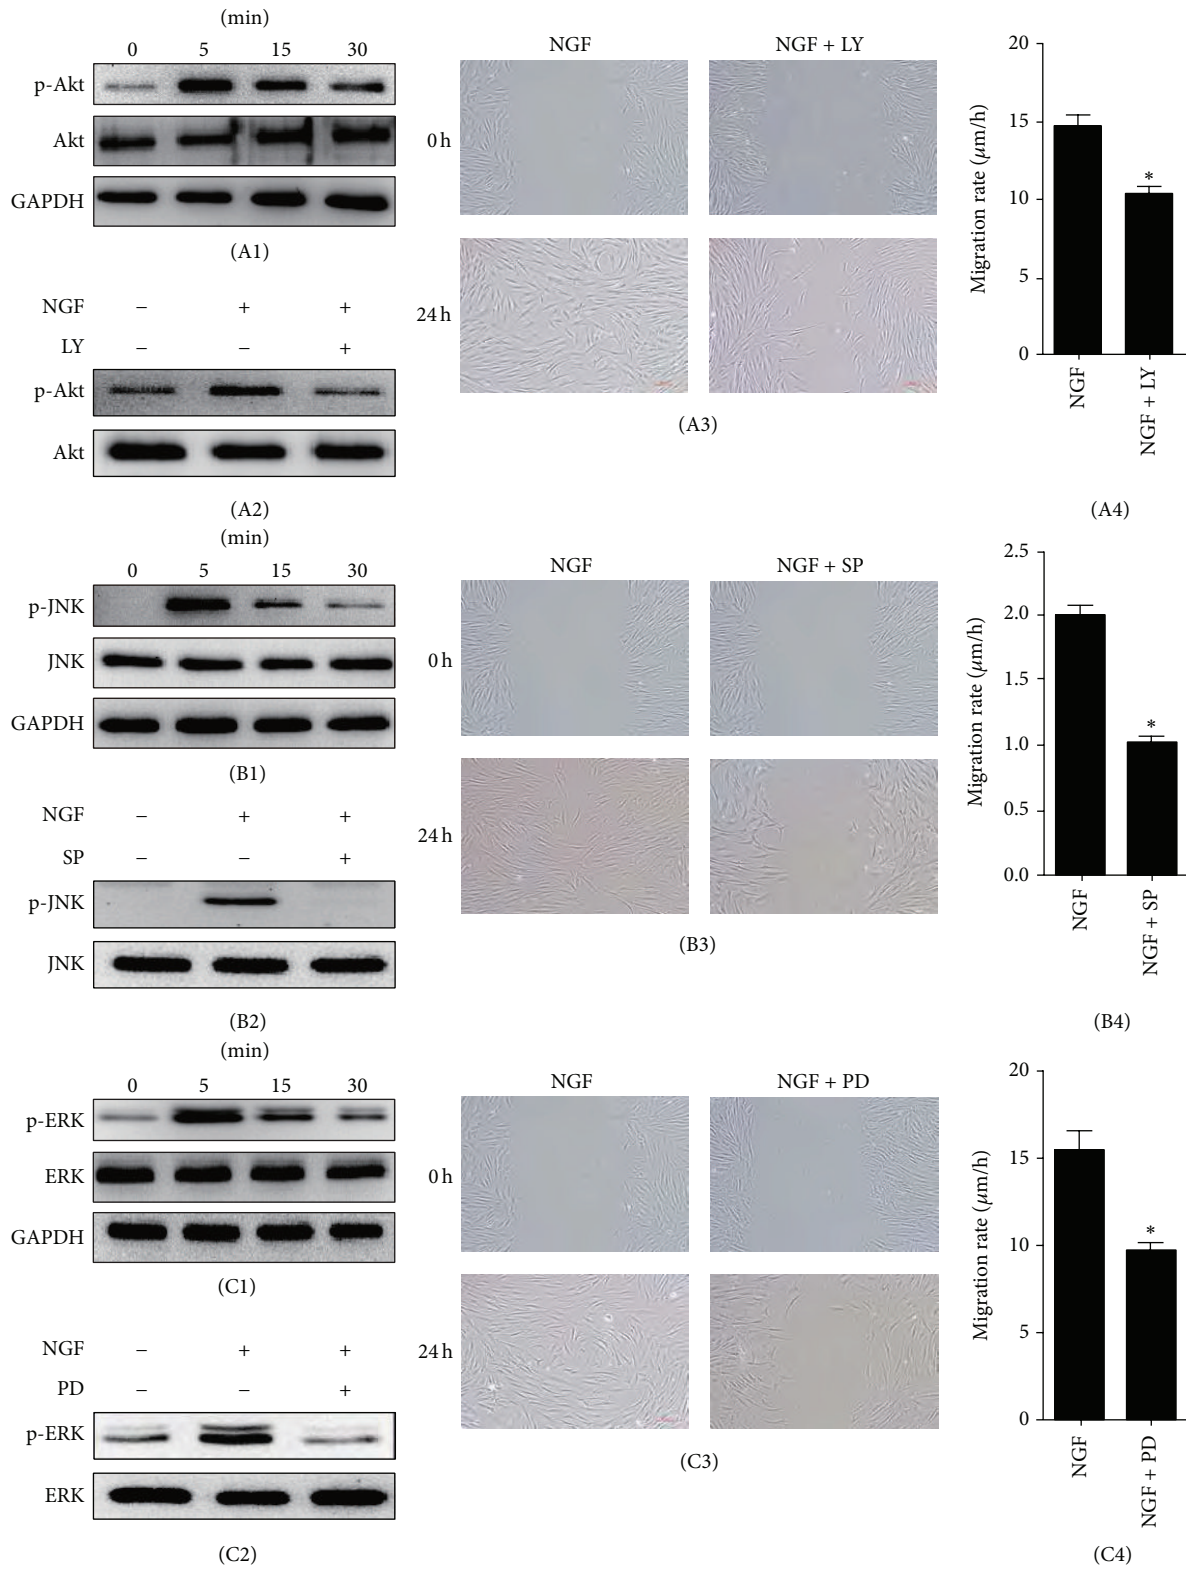 (min)
0 5 15 30
p-Akt
Akt
GAPDH
(A1)
NGF − + +
LY − − +
p-Akt
Akt
(A2)
NGF NGF + LY
0 h
24 h
(A3)
20
15
10
5
0
Migration rate (μm/h)
*
NGF
NGF + LY
(A4)
(min)
0 5 15 30
p-JNK
JNK
GAPDH
(B1)
NGF − + +
SP − − +
p-JNK
JNK
(B2)
NGF NGF + SP
0 h
24 h
(B3)
2.5
2.0
1.5
1.0
0.5
0.0
Migration rate (μm/h)
*
NGF
NGF + SP
(B4)
(min)
0 5 15 30
p-ERK
ERK
GAPDH
(C1)
NGF − + +
PD − − +
p-ERK
ERK
(C2)
NGF NGF + PD
0 h
24 h
(C3)
20
15
10
5
0
Migration rate (μm/h)
*
NGF
NGF + PD
(C4)